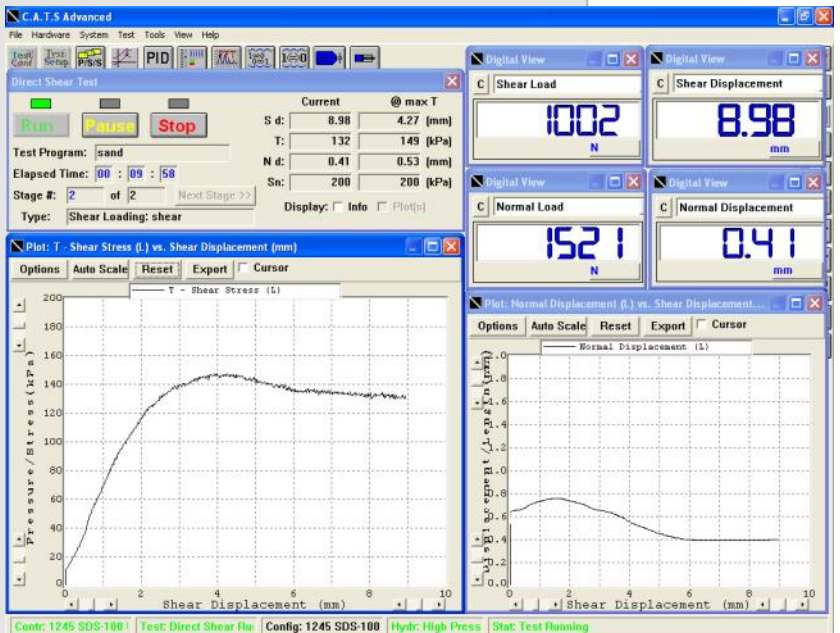 C.A.T.S Advanced
File Hardware System Test Tools View Help
Test Conf Test Setup P/S/S PID
Direct Shear Test
Run Pause Stop
Current @ max T
S d: 8.98 4.27 (mm)
T: 132 149 (kPa)
N d: 0.41 0.53 (mm)
Sn: 200 200 (kPa)
Test Program: sand
Elapsed Time: 00 : 09 : 58
Stage #: 2 of 2 Next Stage >>
Display: Info Plot(s)
Type: Shear Loading: shear
Digital View
C Shear Load
1002
N
Digital View
C Shear Displacement
8.98
mm
Digital View
C Normal Load
1521
N
Digital View
C Normal Displacement
0.41
mm
Plot: T - Shear Stress (L) vs. Shear Displacement (mm)
Options Auto Scale Reset Export Cursor
T - Shear Stress (L)
Pressure/Stress(kPa)
200
180
160
140
120
100
80
60
40
20
0
0 2 4 6 8 10
Shear Displacement (mm)
Plot: Normal Displacement (L) vs. Shear Displacement...
Options Auto Scale Reset Export Cursor
Normal Displacement (L)
Displacement/Length(mm)
2.0
1.8
1.6
1.4
1.2
1.0
0.8
0.6
0.4
0.2
0.0
0 2 4 6 8 10
Shear Displacement (mm)
Contr: 1245 SDS-100 Test: Direct Shear Ru Config: 1245 SDS-100 Hydr: High Press Stat: Test Running